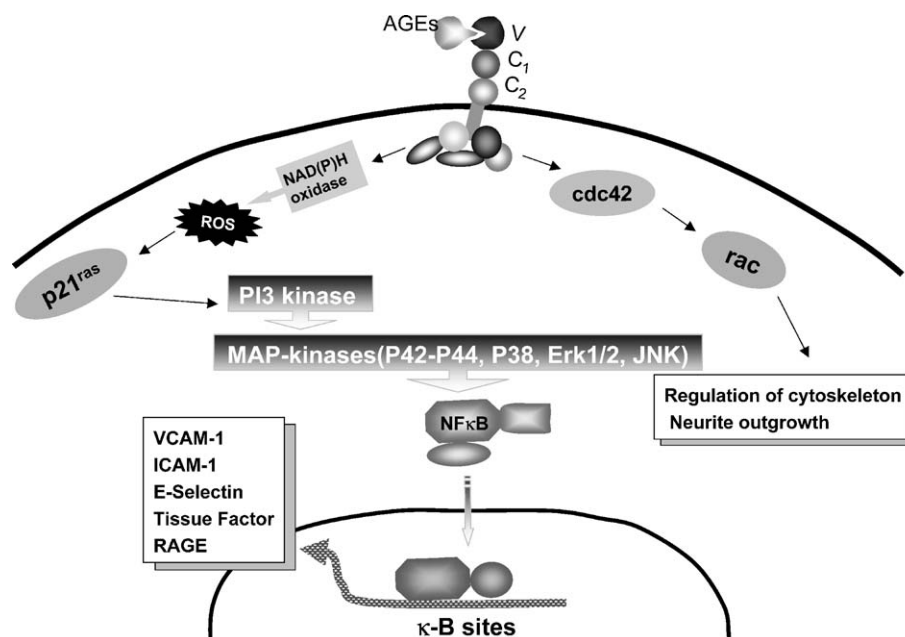 AGEs
V
C1
C2
NAD(P)H
oxidase
ROS
cdc42
p21ras
rac
PI3 kinase
MAP-kinases(P42-P44, P38, Erk1/2, JNK)
Regulation of cytoskeleton
Neurite outgrowth
NFκB
VCAM-1
ICAM-1
E-Selectin
Tissue Factor
RAGE
κ-B sites